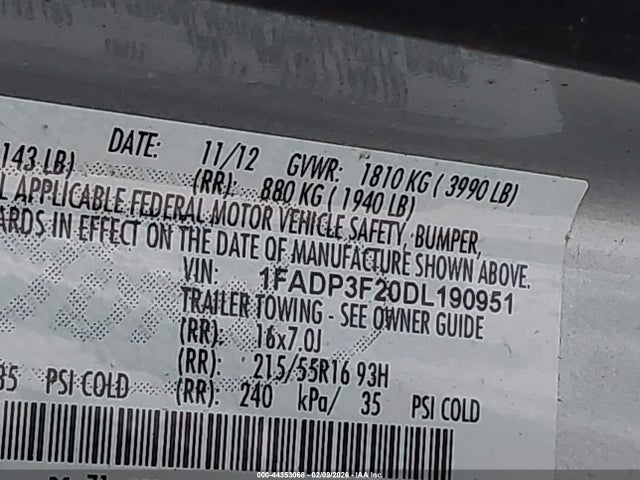 DATE: 11/12 GVWR: 1810 KG ( 3990 LB)
143 LB) (RR): 880 KG ( 1940 LB)
APPLICABLE FEDERAL MOTOR VEHICLE SAFETY, BUMPER,
ARDS IN EFFECT ON THE DATE OF MANUFACTURE SHOWN ABOVE.
VIN: 1FADP3F20DL190951
TRAILER TOWING - SEE OWNER GUIDE
(RR): 16x7.0J
(RR): 215/55R16 93H
35 PSI COLD (RR): 240 kPa/ 35 PSI COLD
000-44353068 - 02/09/2026 - IAA Inc.